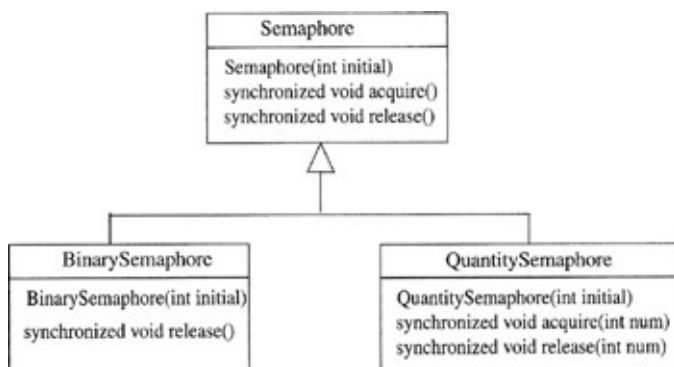 Semaphore
Semaphore(int initial)
synchronized void acquire()
synchronized void release()
BinarySemaphore
BinarySemaphore(int initial)
synchronized void release()
QuantitySemaphore
QuantitySemaphore(int initial)
synchronized void acquire(int num)
synchronized void release(int num)